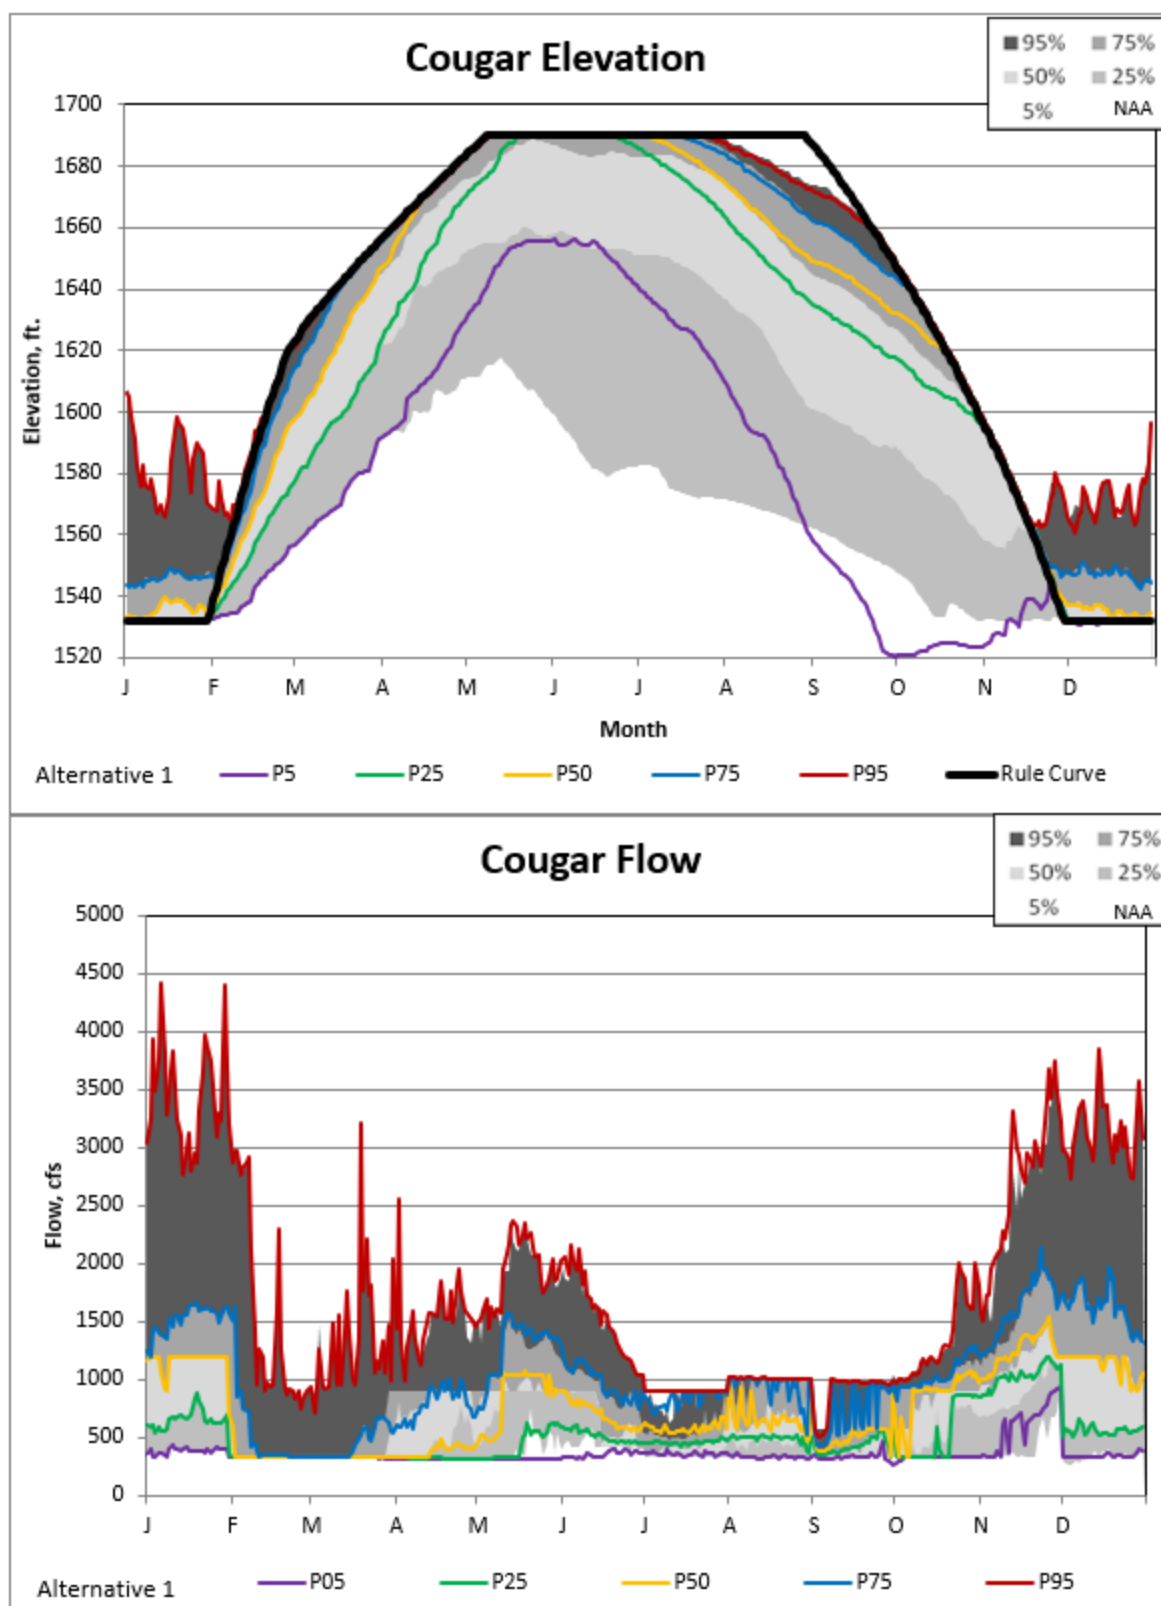 Cougar Elevation
95% 75%
50% 25%
5% NAA
1700
1680
1660
1640
1620
1600
1580
1560
1540
1520
Elevation, ft.
J F M A M J J A S O N D
Month
Alternative 1 P5 P25 P50 P75 P95 Rule Curve
Cougar Flow
95% 75%
50% 25%
5% NAA
5000
4500
4000
3500
3000
2500
2000
1500
1000
500
0
Flow, cfs
J F M A M J J A S O N D
Alternative 1 P05 P25 P50 P75 P95